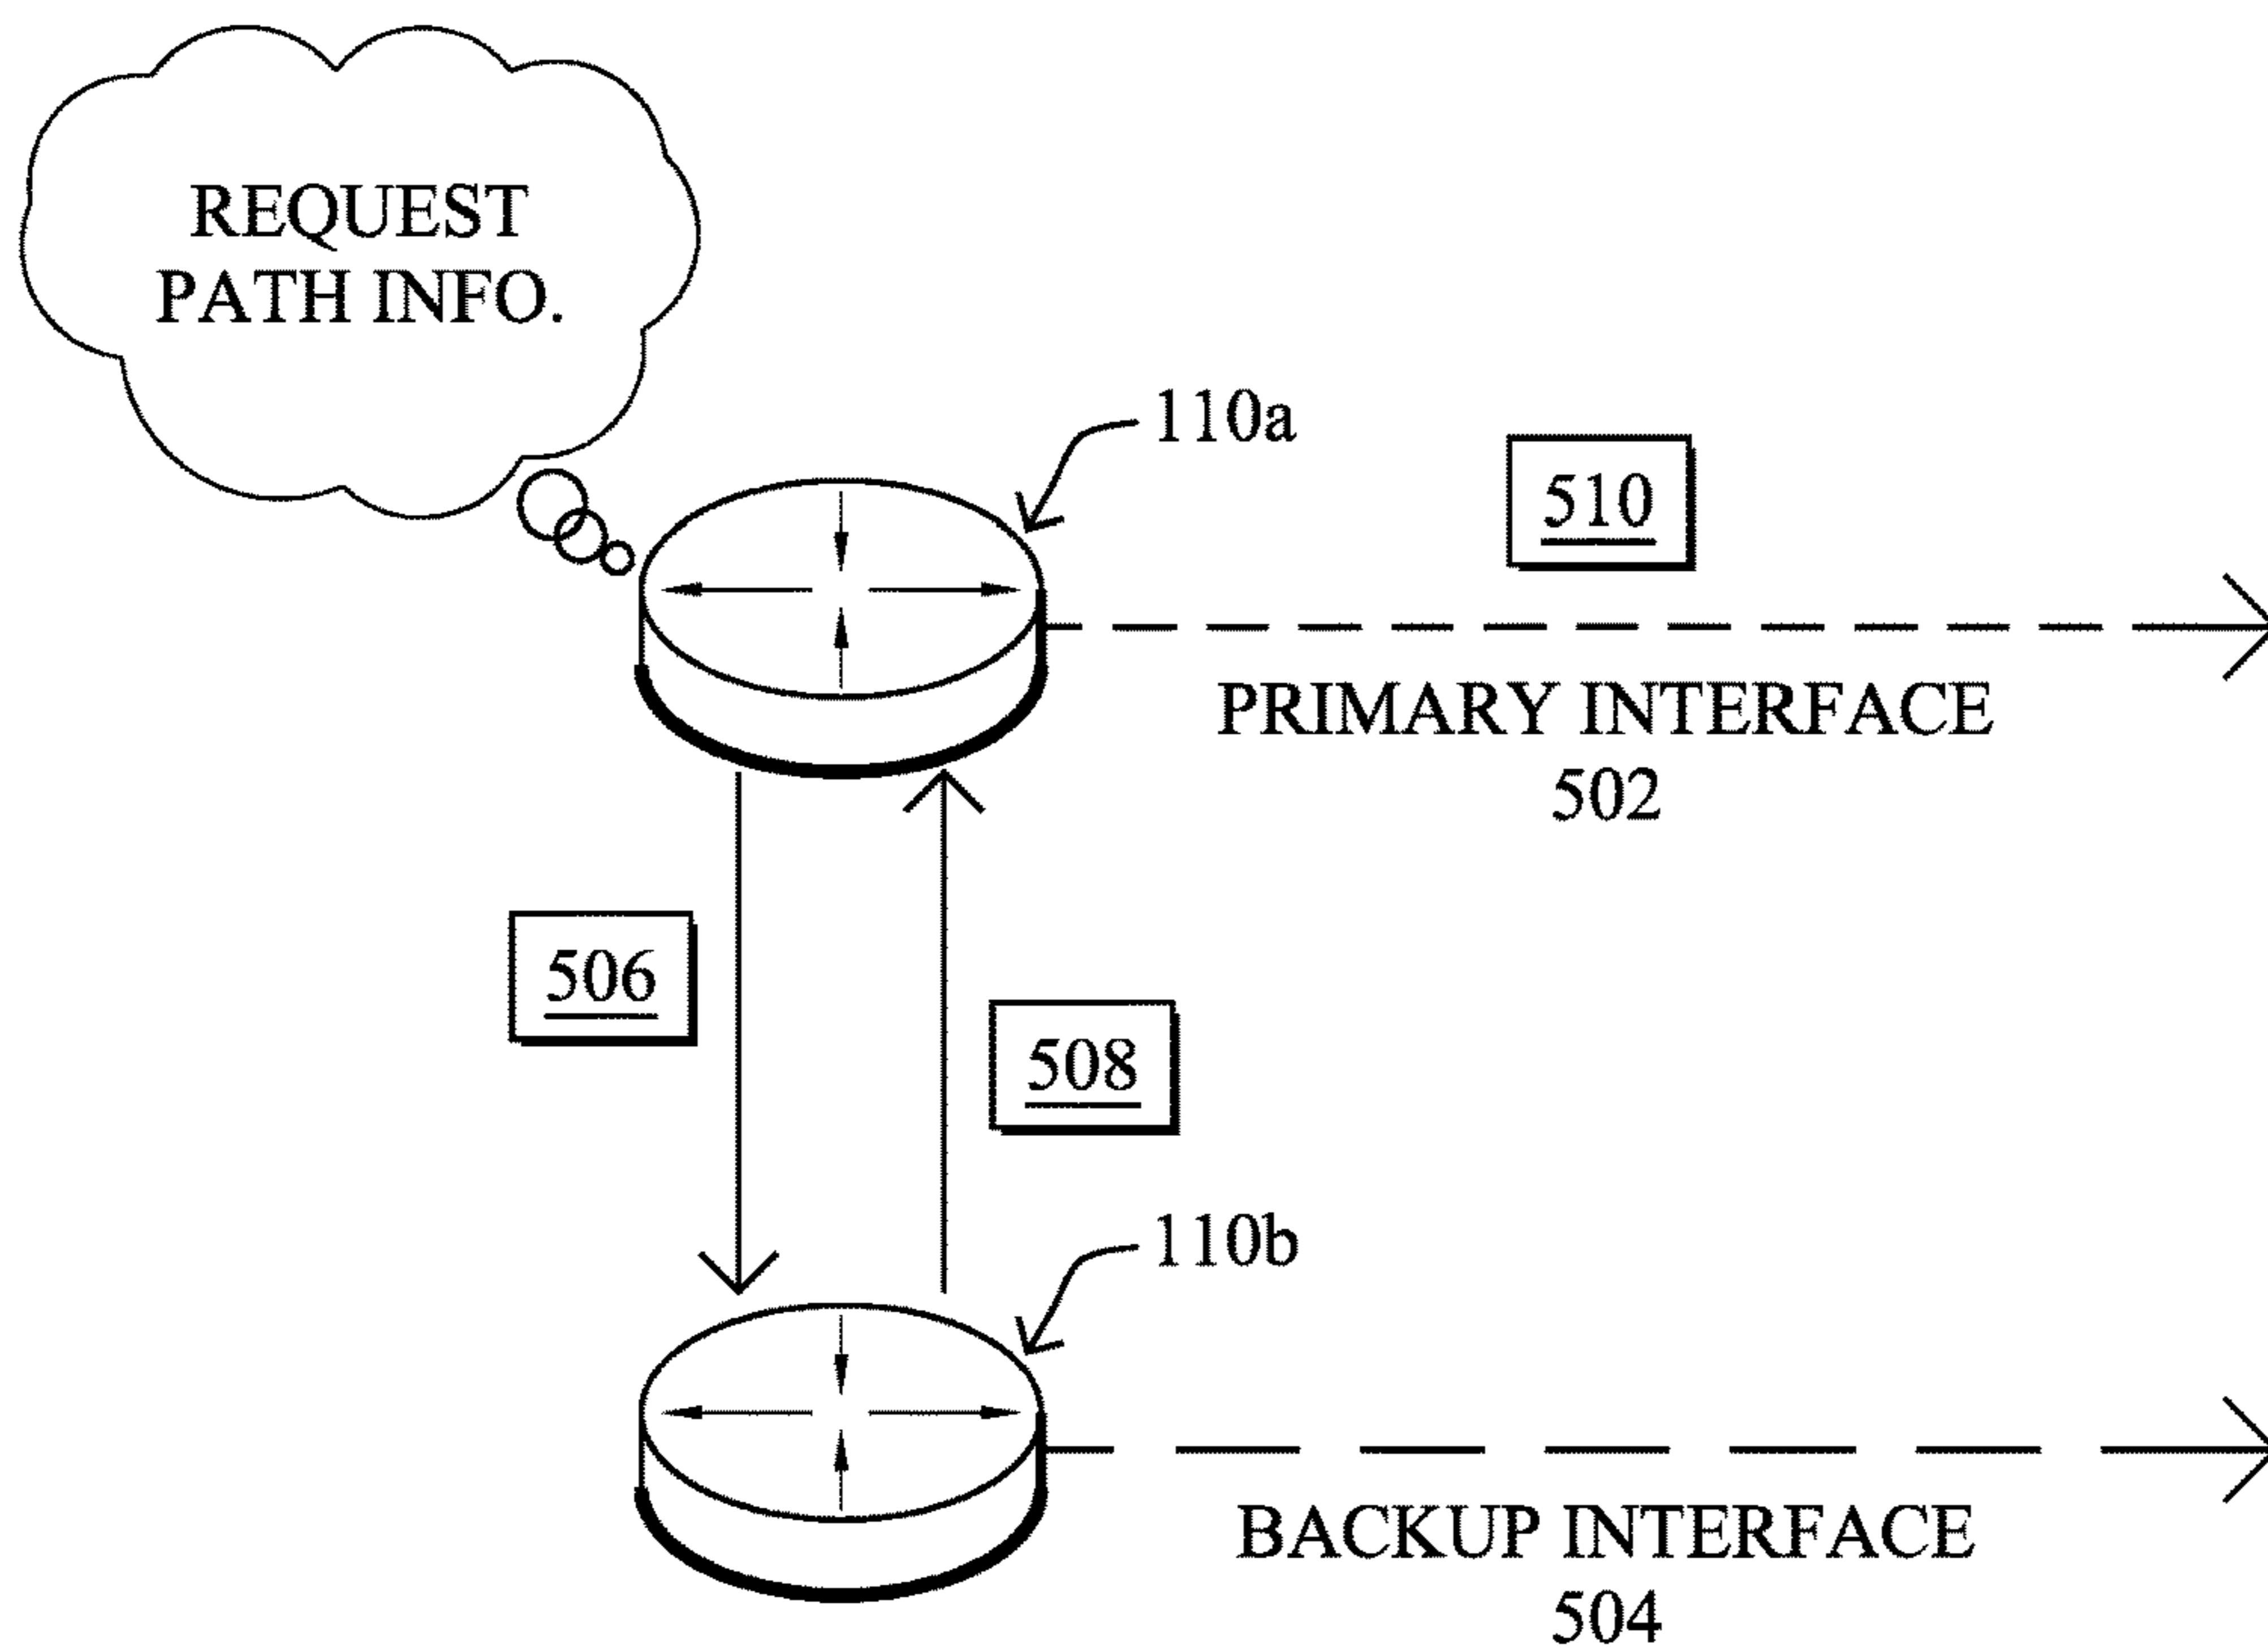 REQUEST
PATH INFO.
110a
510
PRIMARY INTERFACE
502
506
508
110b
BACKUP INTERFACE
504